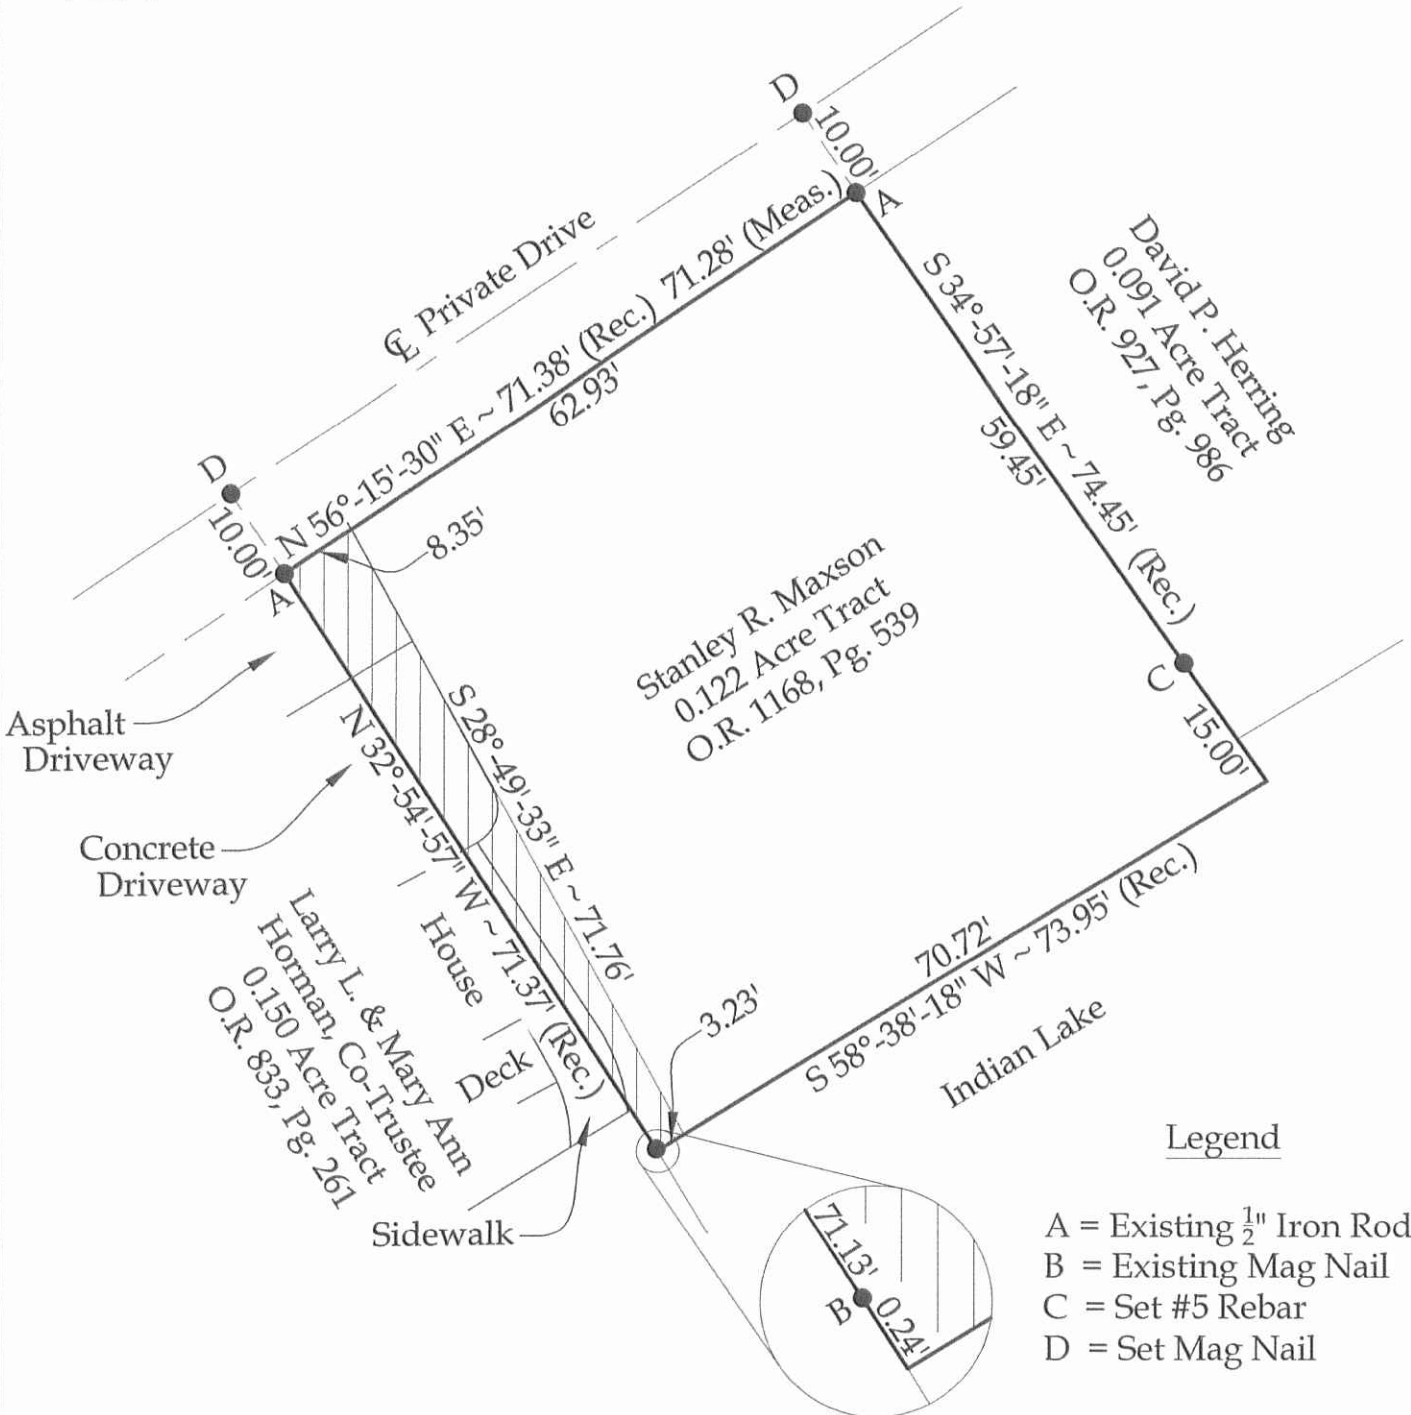 D
10.00'
A
℄ Private Drive
N 56°-15'-30" E ~ 71.38' (Rec.) 71.28' (Meas.)
62.93'
D
10.00'
A
8.35'
S 34°-57'-18" E ~ 74.45' (Rec.)
59.45'
David P. Herring
0.091 Acre Tract
O.R. 927, Pg. 986
C
15.00'
Stanley R. Maxson
0.122 Acre Tract
O.R. 1168, Pg. 539
Asphalt
Driveway
Concrete
Driveway
S 28°-49'-33" E ~ 71.76'
N 32°-54'-57" W ~ 71.37' (Rec.)
House
Deck
Larry L. & Mary Ann
Horman, Co-Trustee
0.150 Acre Tract
O.R. 833, Pg. 261
Sidewalk
3.23'
70.72'
S 58°-38'-18" W ~ 73.95' (Rec.)
Indian Lake
71.13'
B
0.24'
Legend
A = Existing ½" Iron Rod
B = Existing Mag Nail
C = Set #5 Rebar
D = Set Mag Nail